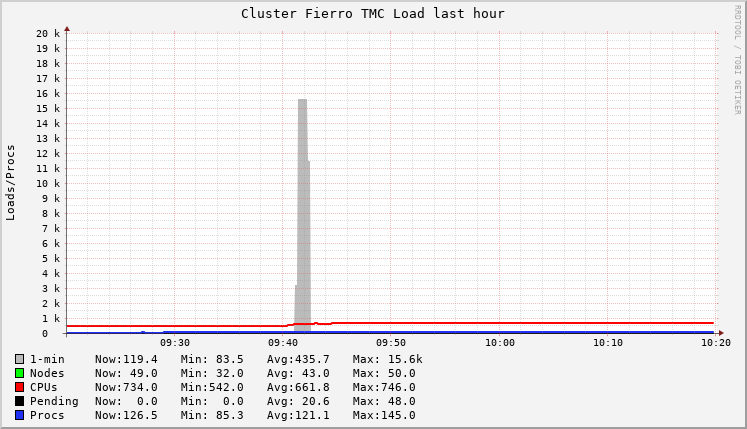 Cluster Fierro TMC Load last hour
RRDTOOL / TOBI OETIKER
Loads/Procs
20 k
19 k
18 k
17 k
16 k
15 k
14 k
13 k
12 k
11 k
10 k
9 k
8 k
7 k
6 k
5 k
4 k
3 k
2 k
1 k
0
09:30 09:40 09:50 10:00 10:10 10:20
1-min Now:119.4 Min: 83.5 Avg:435.7 Max: 15.6k
Nodes Now: 49.0 Min: 32.0 Avg: 43.0 Max: 50.0
CPUs Now:734.0 Min:542.0 Avg:661.8 Max:746.0
Pending Now: 0.0 Min: 0.0 Avg: 20.6 Max: 48.0
Procs Now:126.5 Min: 85.3 Avg:121.1 Max:145.0